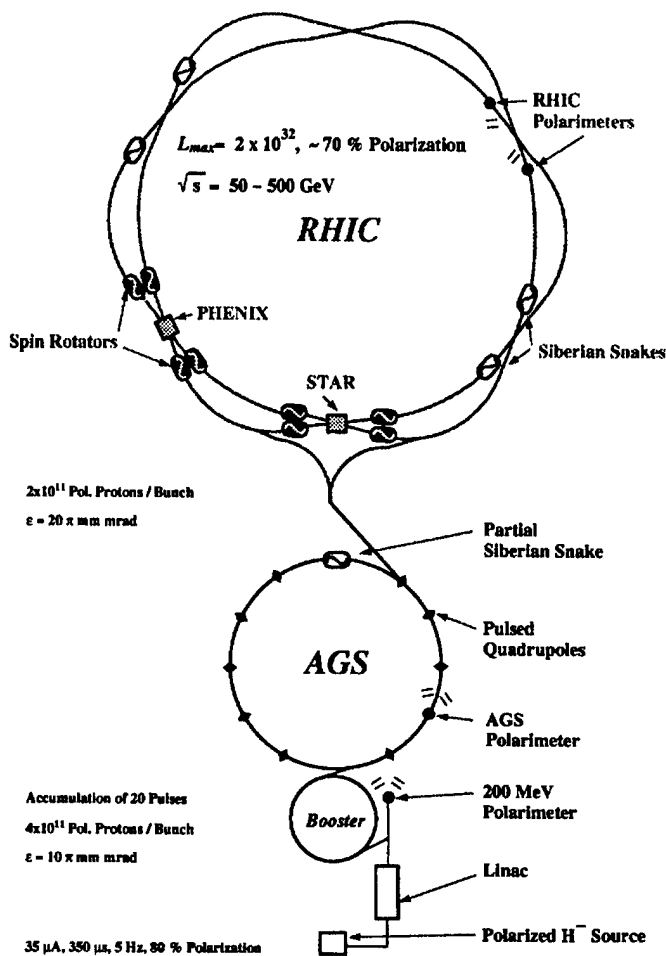 RHIC
Polarimeters
L_max = 2 x 10^32, ~70 % Polarization
√s = 50 – 500 GeV
RHIC
PHENIX
Spin Rotators
Siberian Snakes
STAR
2x10^11 Pol. Protons / Bunch
ε = 20 π mm mrad
Partial
Siberian Snake
Pulsed
Quadrupoles
AGS
AGS
Polarimeter
Accumulation of 20 Pulses
4x10^11 Pol. Protons / Bunch
ε = 10 π mm mrad
Booster
200 MeV
Polarimeter
Linac
Polarized H^– Source
35 μA, 350 μs, 5 Hz, 80 % Polarization